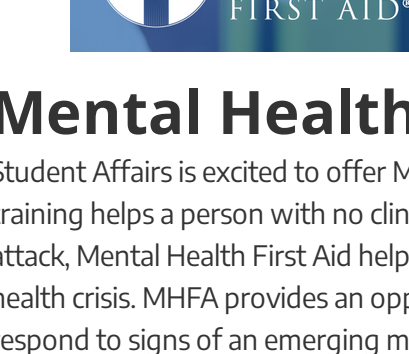 FIRST AID®
Mental Health
Student Affairs is excited to offer M
training helps a person with no clin
attack, Mental Health First Aid help
health crisis. MHFA provides an opp
respond to signs of an emerging m